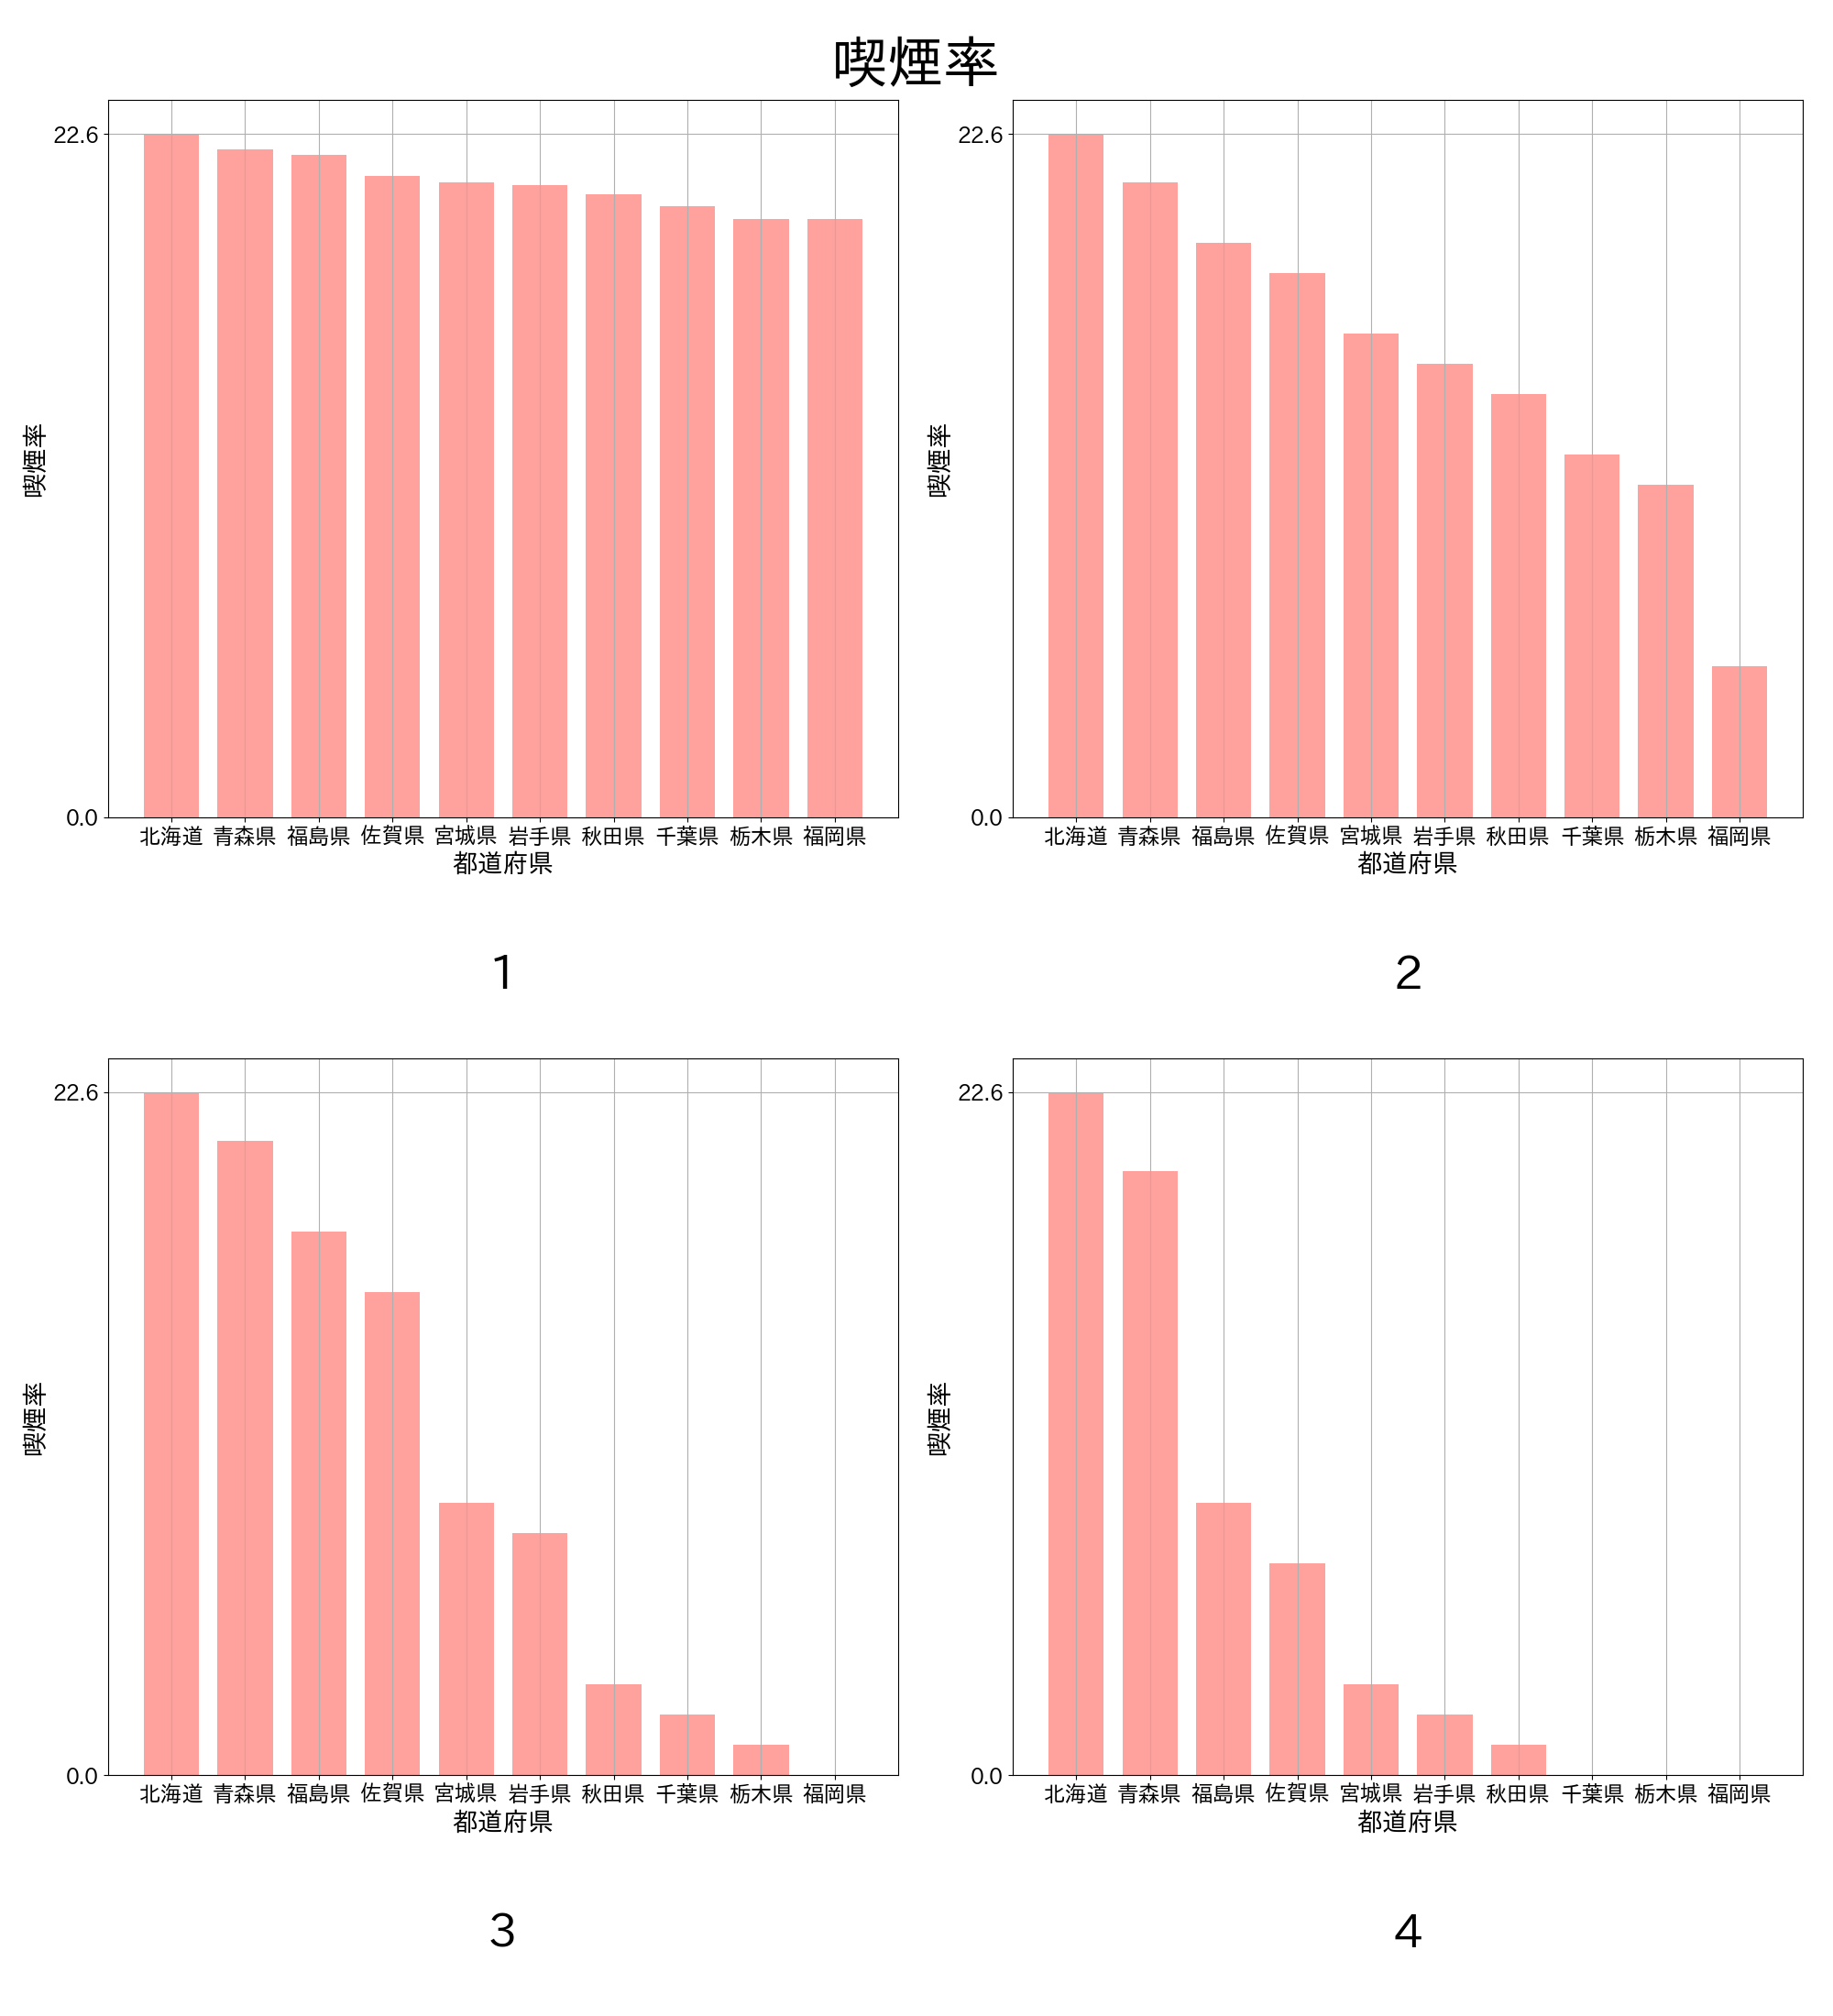 喫煙率
22.6
0.0
喫煙率
北海道 青森県 福島県 佐賀県 宮城県 岩手県 秋田県 千葉県 栃木県 福岡県
都道府県
1
22.6
0.0
喫煙率
北海道 青森県 福島県 佐賀県 宮城県 岩手県 秋田県 千葉県 栃木県 福岡県
都道府県
2
22.6
0.0
喫煙率
北海道 青森県 福島県 佐賀県 宮城県 岩手県 秋田県 千葉県 栃木県 福岡県
都道府県
3
22.6
0.0
喫煙率
北海道 青森県 福島県 佐賀県 宮城県 岩手県 秋田県 千葉県 栃木県 福岡県
都道府県
4